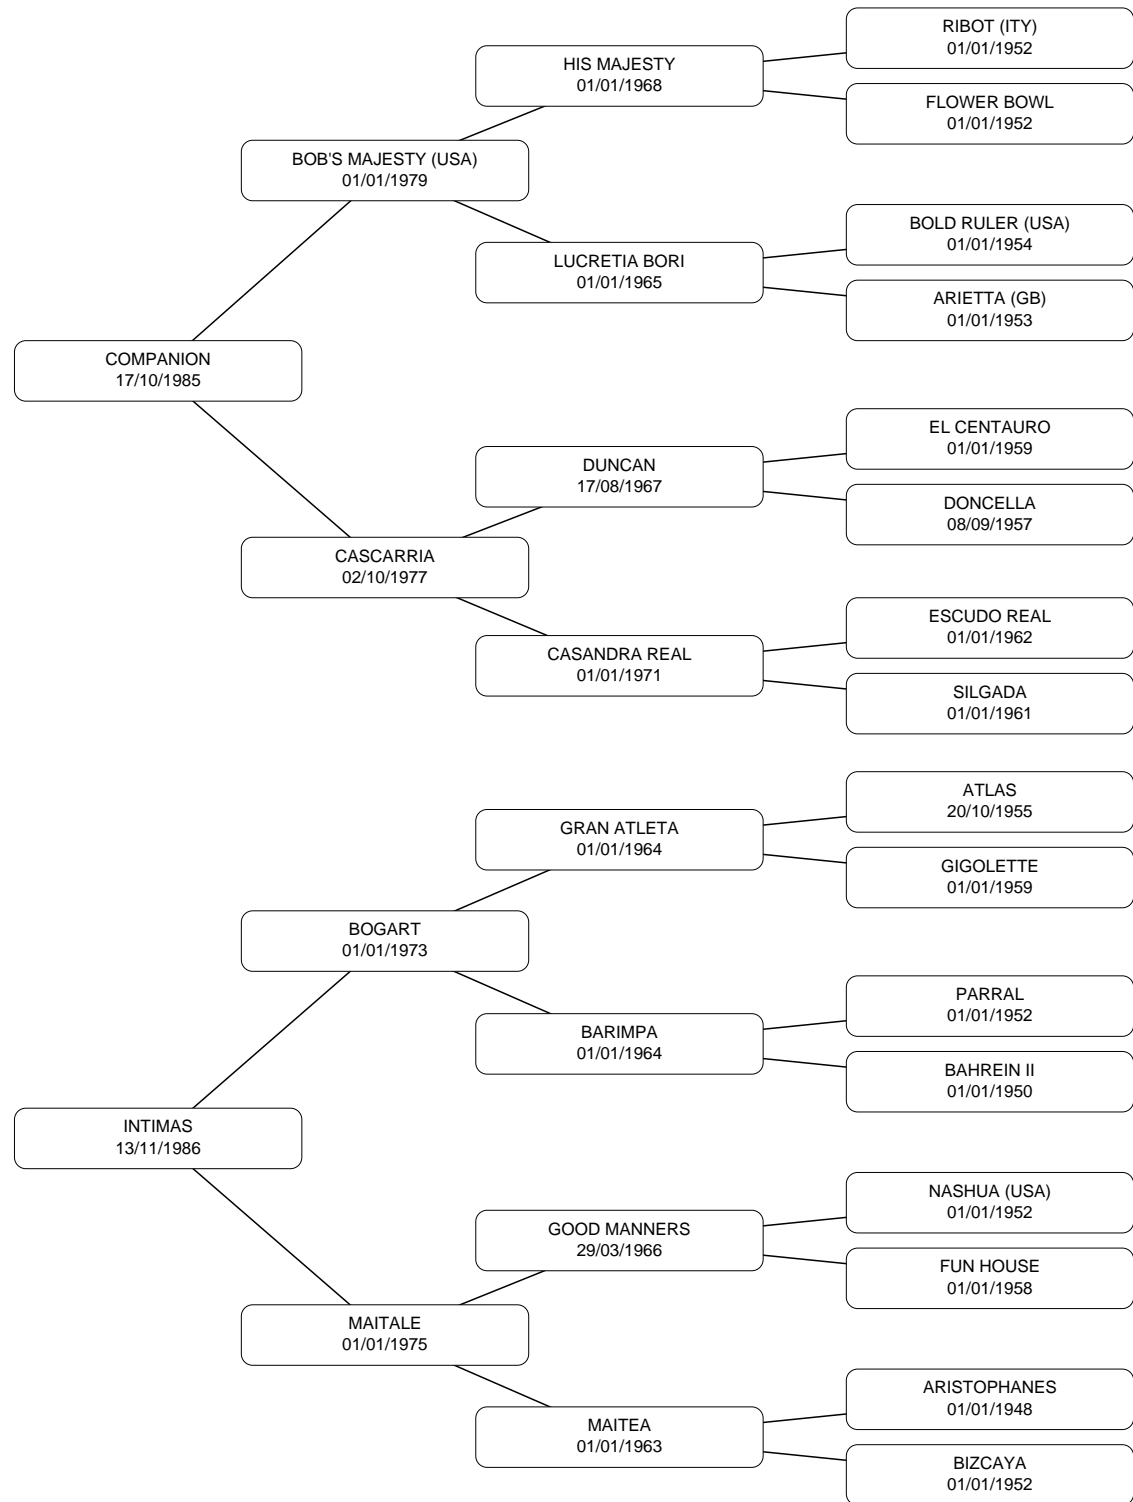 RIBOT (ITY)
01/01/1952
HIS MAJESTY
01/01/1968
FLOWER BOWL
01/01/1952
BOB'S MAJESTY (USA)
01/01/1979
BOLD RULER (USA)
01/01/1954
LUCRETIA BORI
01/01/1965
ARIETTA (GB)
01/01/1953
COMPANION
17/10/1985
EL CENTAURO
01/01/1959
DUNCAN
17/08/1967
DONCELLA
08/09/1957
CASCARRIA
02/10/1977
ESCUDO REAL
01/01/1962
CASANDRA REAL
01/01/1971
SILGADA
01/01/1961
ATLAS
20/10/1955
GRAN ATLETA
01/01/1964
GIGOLETTE
01/01/1959
BOGART
01/01/1973
PARRAL
01/01/1952
BARIMPA
01/01/1964
BAHREIN II
01/01/1950
INTIMAS
13/11/1986
NASHUA (USA)
01/01/1952
GOOD MANNERS
29/03/1966
FUN HOUSE
01/01/1958
MAITALE
01/01/1975
ARISTOPHANES
01/01/1948
MAITEA
01/01/1963
BIZCAYA
01/01/1952